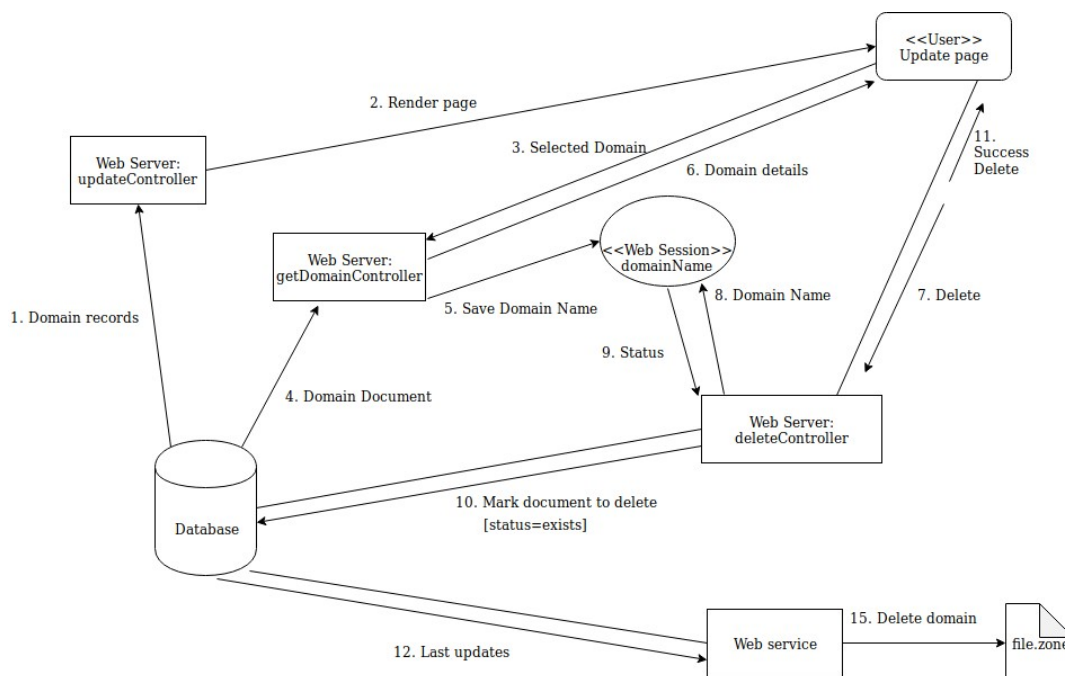 <<User>>
Update page
2. Render page
11.
Success
Delete
3. Selected Domain
Web Server:
updateController
6. Domain details
Web Server:
getDomainController
<<Web Session>>
domainName
7. Delete
8. Domain Name
5. Save Domain Name
1. Domain records
9. Status
4. Domain Document
Web Server:
deleteController
10. Mark document to delete
[status=exists]
Database
15. Delete domain
Web service
file.zone
12. Last updates